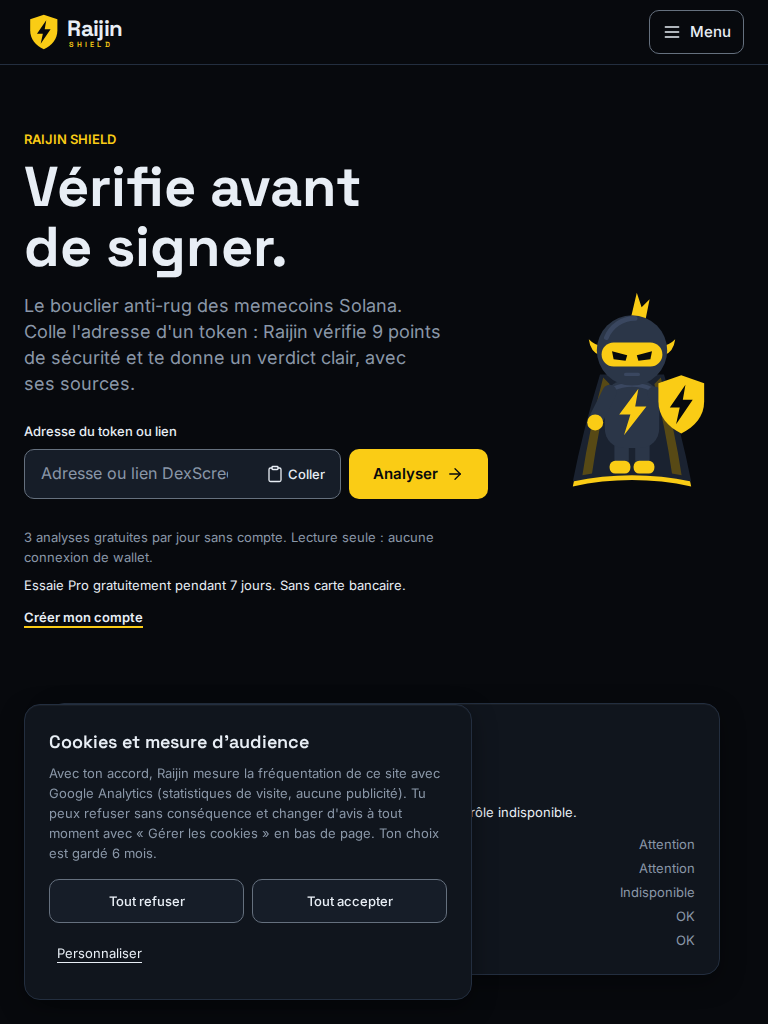 Raijin
SHIELD
Menu
RAIJIN SHIELD
Vérifie avant
de signer.
Le bouclier anti-rug des memecoins Solana.
Colle l'adresse d'un token : Raijin vérifie 9 points
de sécurité et te donne un verdict clair, avec
ses sources.
Adresse du token ou lien
Adresse ou lien DexScre
Coller
Analyser
3 analyses gratuites par jour sans compte. Lecture seule : aucune
connexion de wallet.
Essaie Pro gratuitement pendant 7 jours. Sans carte bancaire.
Créer mon compte
Cookies et mesure d'audience
Avec ton accord, Raijin mesure la fréquentation de ce site avec
Google Analytics (statistiques de visite, aucune publicité). Tu
peux refuser sans conséquence et changer d'avis à tout
moment avec « Gérer les cookies » en bas de page. Ton choix
est gardé 6 mois.
Tout refuser
Tout accepter
Personnaliser
rôle indisponible.
Attention
Attention
Indisponible
OK
OK